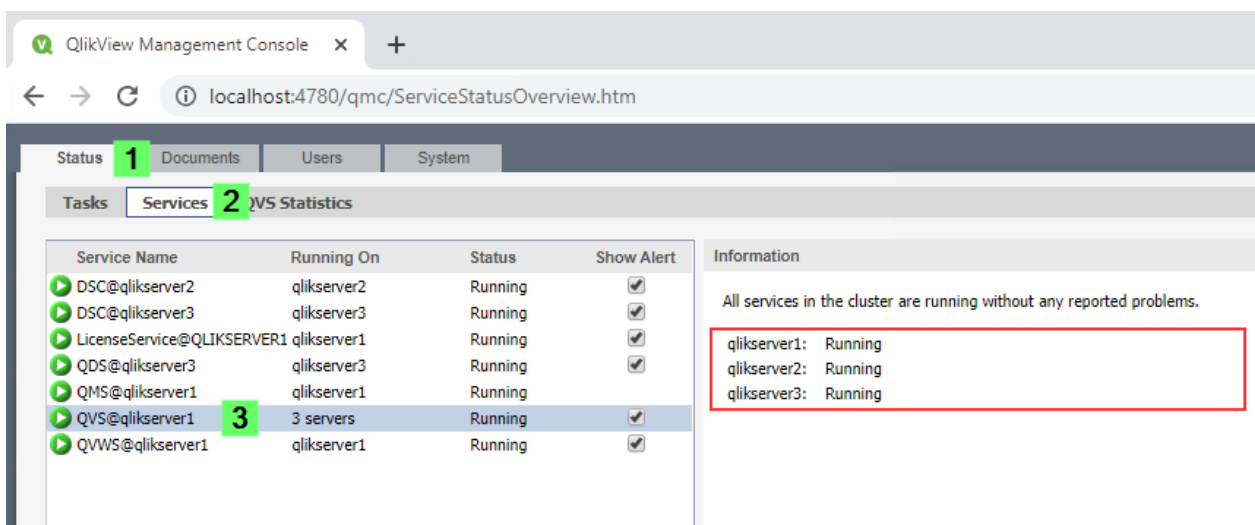 QlikView Management Console
localhost:4780/qmc/ServiceStatusOverview.htm
Status 1 Documents Users System
Tasks Services 2 QVS Statistics
Service Name Running On Status Show Alert Information
DSC@qlikserver2 qlikserver2 Running
DSC@qlikserver3 qlikserver3 Running
LicenseService@QLIKSERVER1 qlikserver1 Running
QDS@qlikserver3 qlikserver3 Running
QMS@qlikserver1 qlikserver1 Running
QVS@qlikserver1 3 3 servers Running
QVWS@qlikserver1 qlikserver1 Running
All services in the cluster are running without any reported problems.
qlikserver1: Running
qlikserver2: Running
qlikserver3: Running